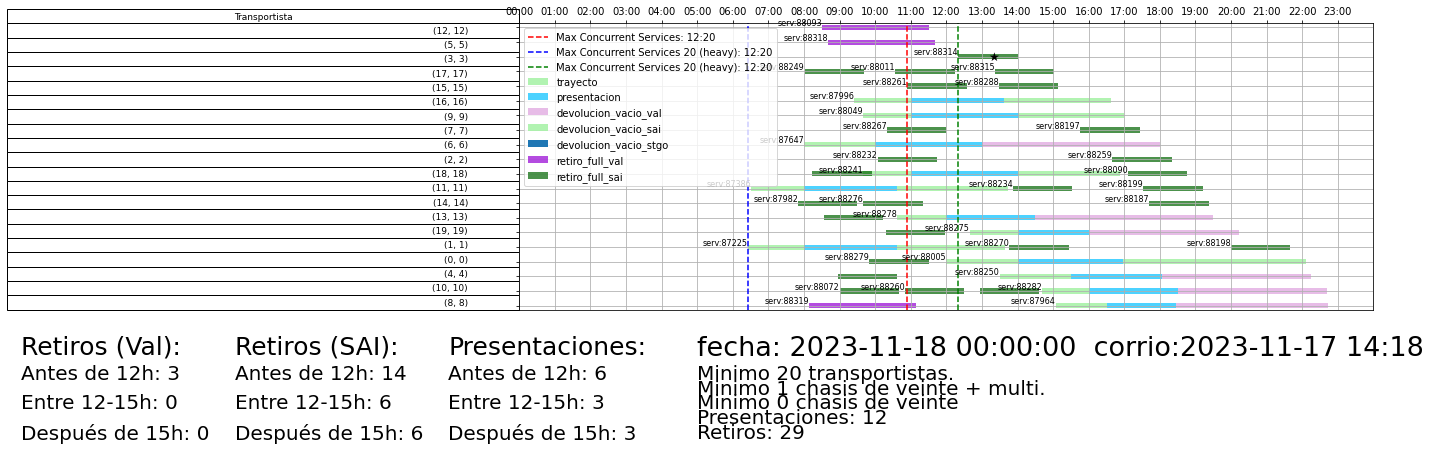 Transportista
00:00 01:00 02:00 03:00 04:00 05:00 06:00 07:00 08:00 09:00 10:00 11:00 12:00 13:00 14:00 15:00 16:00 17:00 18:00 19:00 20:00 21:00 22:00 23:00
(12, 12)
(5, 5)
(3, 3)
(17, 17)
(15, 15)
(16, 16)
(9, 9)
(7, 7)
(6, 6)
(2, 2)
(18, 18)
(11, 11)
(14, 14)
(13, 13)
(19, 19)
(1, 1)
(0, 0)
(4, 4)
(10, 10)
(8, 8)
Max Concurrent Services: 12:20
Max Concurrent Services 20 (heavy): 12:20
Max Concurrent Services 20 (heavy): 12:20
trayecto
presentacion
devolucion_vacio_val
devolucion_vacio_sai
devolucion_vacio_stgo
retiro_full_val
retiro_full_sai
serv:88093
serv:88318
serv:88314
88249 serv:88011 serv:88315
serv:88261 serv:88288
serv:87996
serv:88049
serv:88267 serv:88197
serv:87647
serv:88232 serv:88259
serv:88241 serv:88090
serv:88234 serv:88199
serv:87982 serv:88276 serv:88187
serv:88278
serv:88275
serv:87225 serv:88270 serv:88198
serv:88279 serv:88005
serv:88250
serv:88072 serv:88260 serv:88282
serv:88319 serv:87964
Retiros (Val): Retiros (SAI): Presentaciones: fecha: 2023-11-18 00:00:00 corrio:2023-11-17 14:18
Antes de 12h: 3 Antes de 12h: 14 Antes de 12h: 6 Minimo 20 transportistas.
Minimo 1 chasis de veinte + multi.
Entre 12-15h: 0 Entre 12-15h: 6 Entre 12-15h: 3 Minimo 0 chasis de veinte
Presentaciones: 12
Después de 15h: 0 Después de 15h: 6 Después de 15h: 3 Retiros: 29